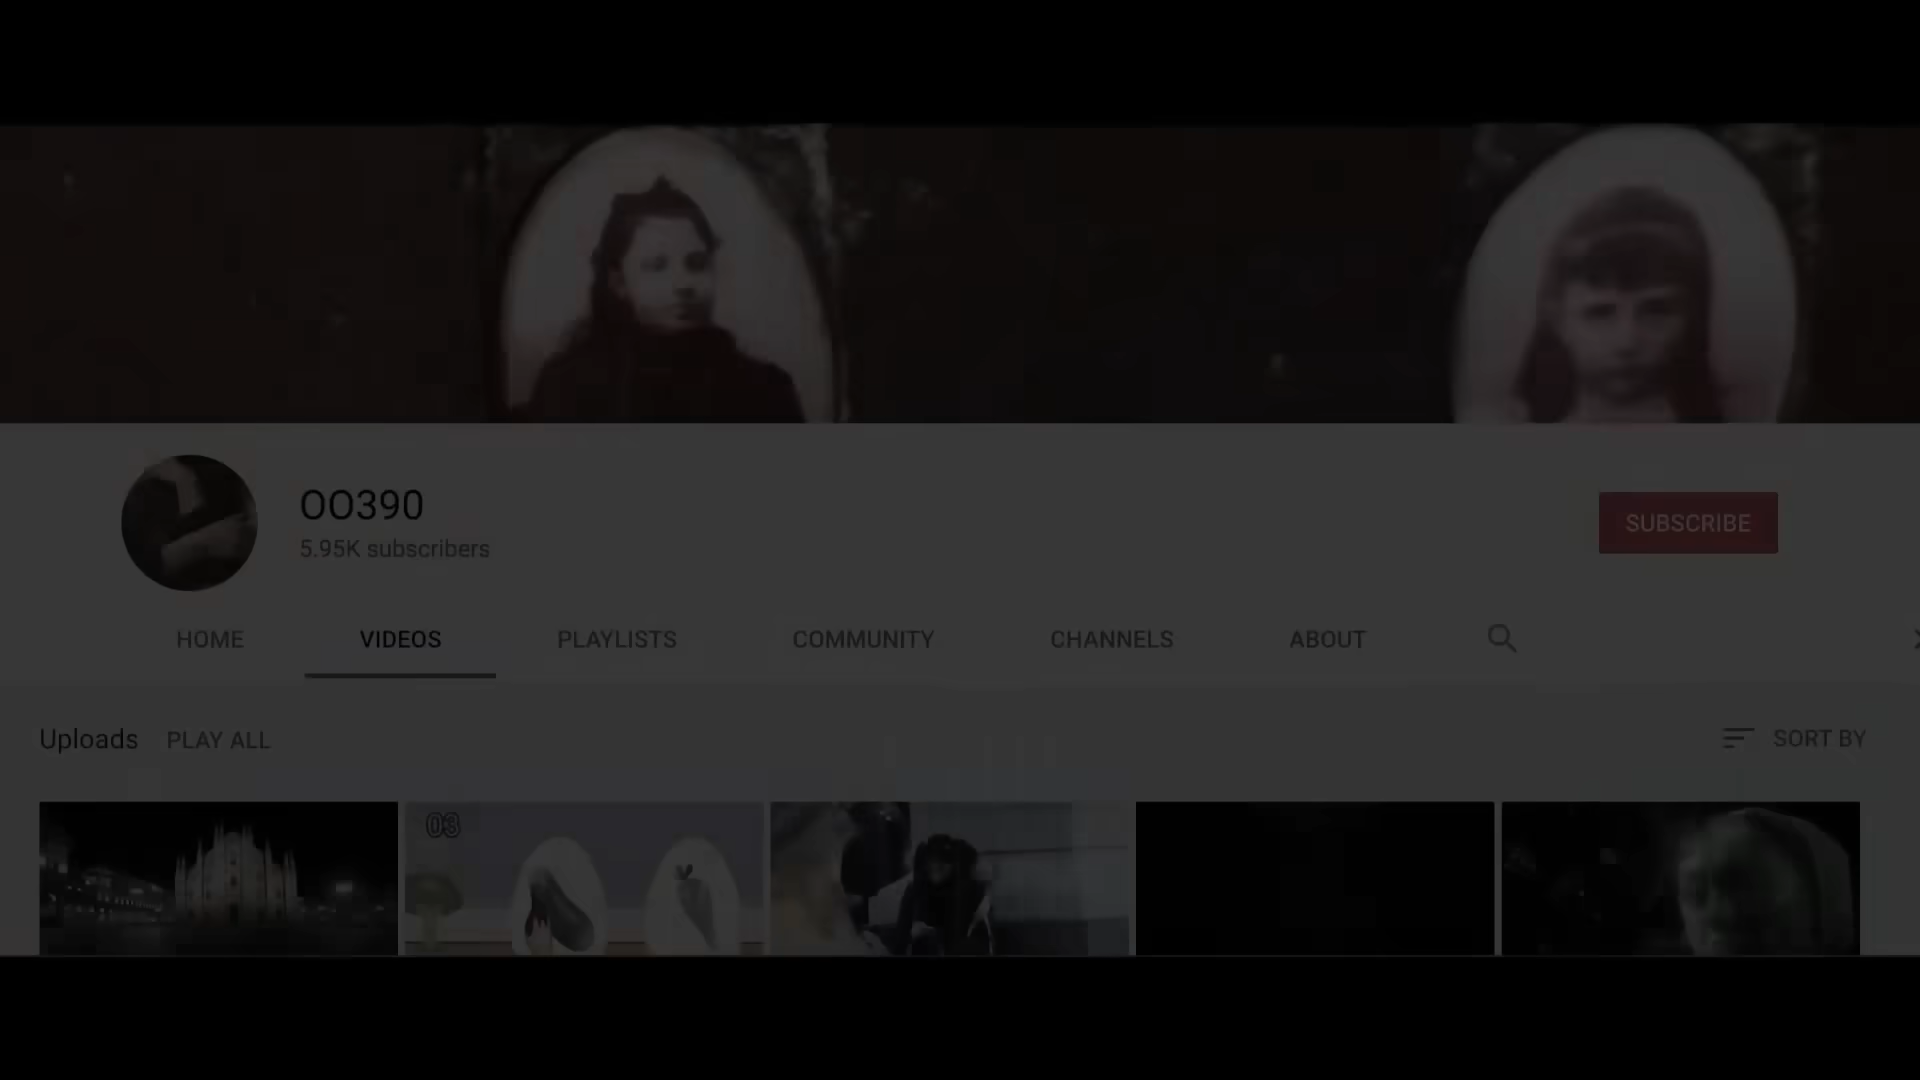 OO390
SUBSCRIBE
5.95K subscribers
HOME VIDEOS PLAYLISTS COMMUNITY CHANNELS ABOUT
Uploads PLAY ALL SORT BY
03